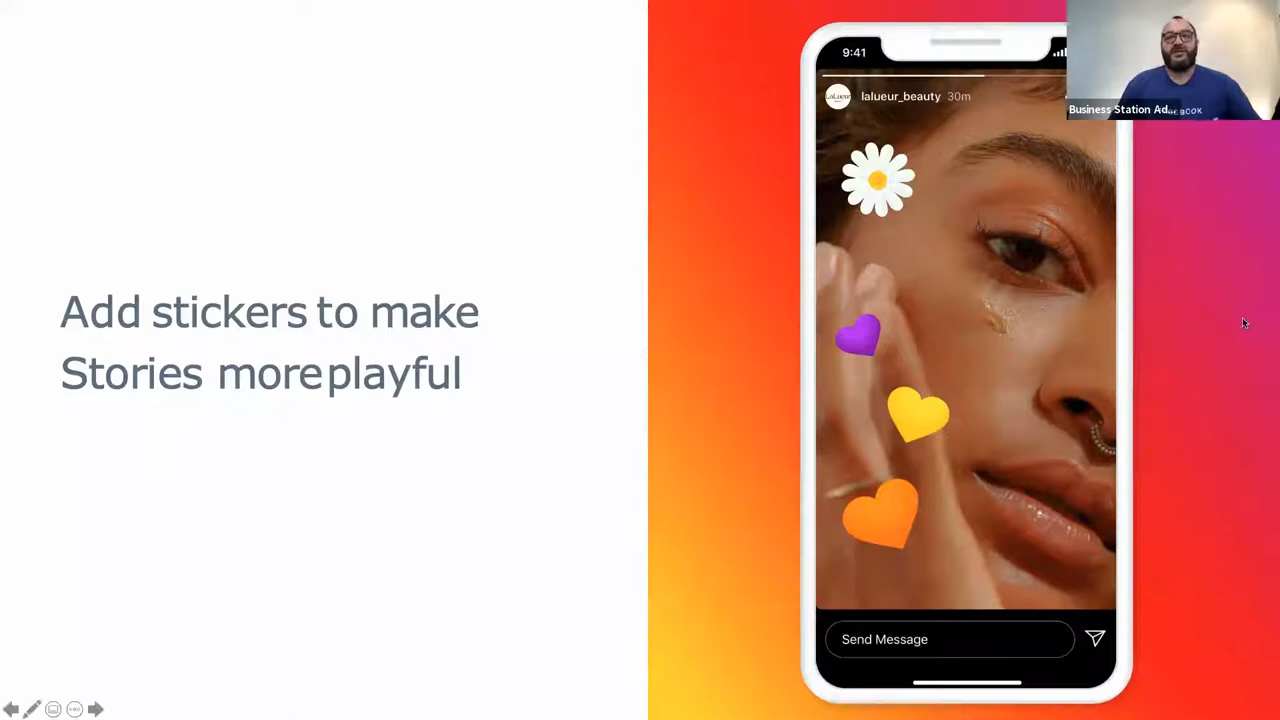 Add stickers to make
Stories more playful
9:41
lalueur_beauty 30m
Business Station Ad...
Send Message